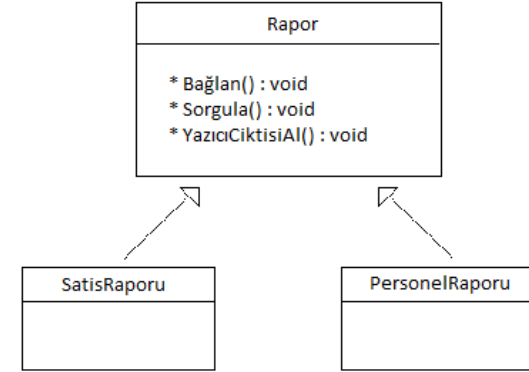 Rapor
* Bağlan() : void
* Sorgula() : void
* YazıcıCiktisiAl() : void
SatisRaporu
PersonelRaporu